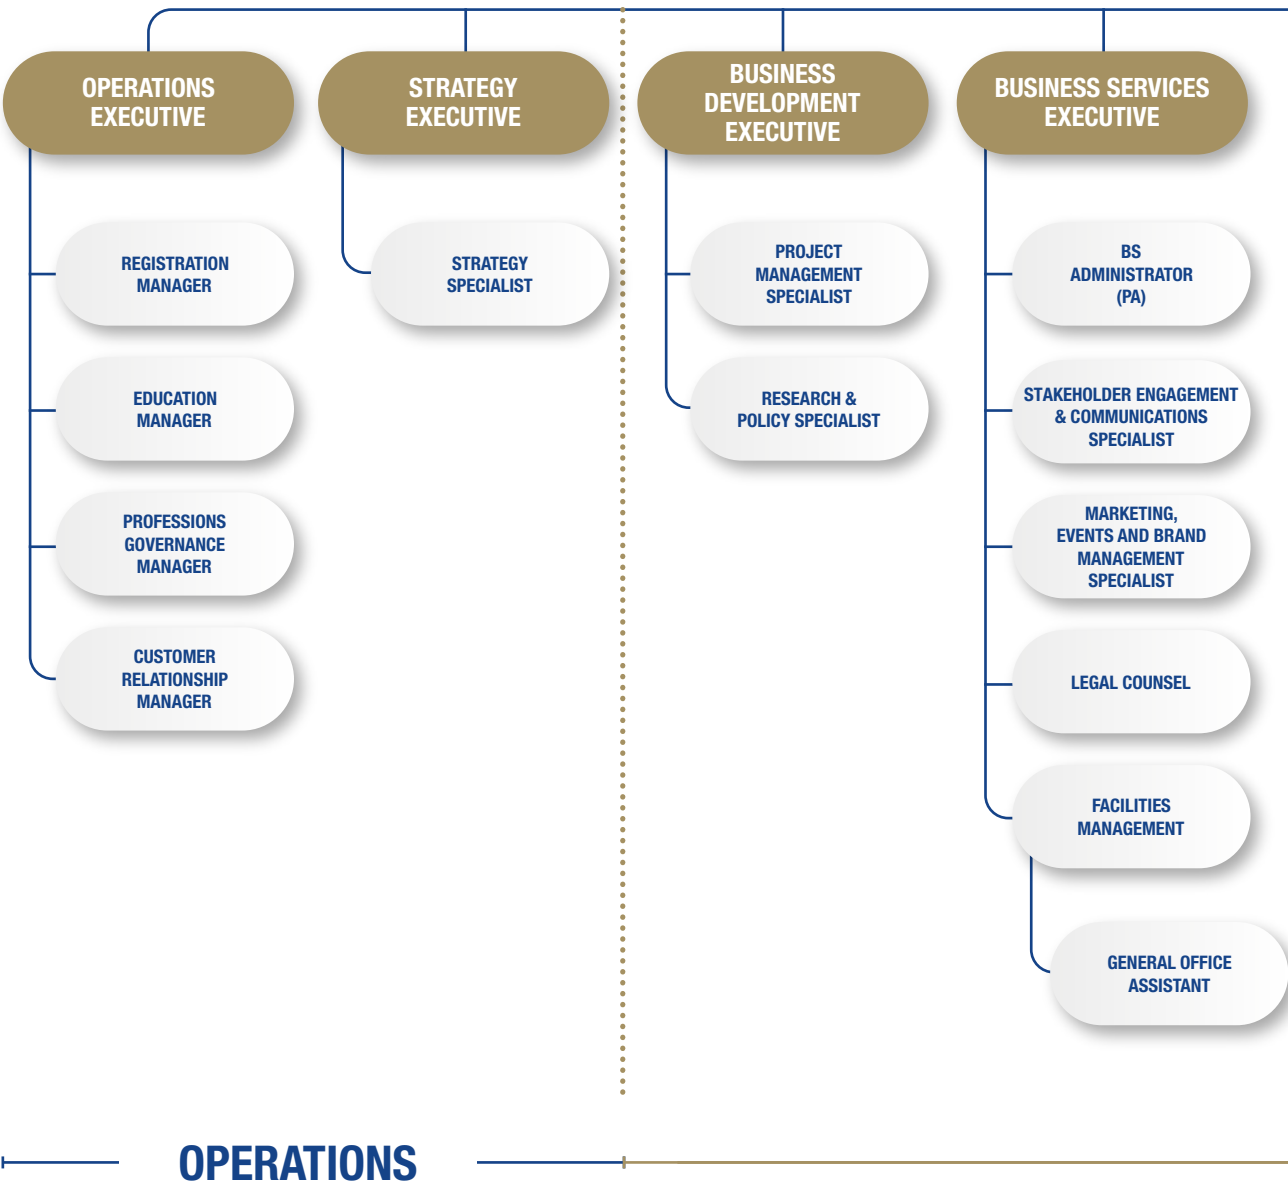 OPERATIONS
EXECUTIVE
STRATEGY
EXECUTIVE
BUSINESS
DEVELOPMENT
EXECUTIVE
BUSINESS SERVICES
EXECUTIVE
REGISTRATION
MANAGER
EDUCATION
MANAGER
PROFESSIONS
GOVERNANCE
MANAGER
CUSTOMER
RELATIONSHIP
MANAGER
STRATEGY
SPECIALIST
PROJECT
MANAGEMENT
SPECIALIST
RESEARCH &
POLICY SPECIALIST
BS
ADMINISTRATOR
(PA)
STAKEHOLDER ENGAGEMENT
& COMMUNICATIONS
SPECIALIST
MARKETING,
EVENTS AND BRAND
MANAGEMENT
SPECIALIST
LEGAL COUNSEL
FACILITIES
MANAGEMENT
GENERAL OFFICE
ASSISTANT
OPERATIONS